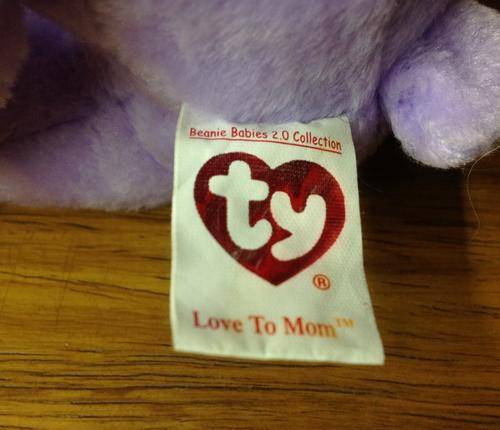 Beanie Babies 2.0 Collection
ty
®
Love To Mom™